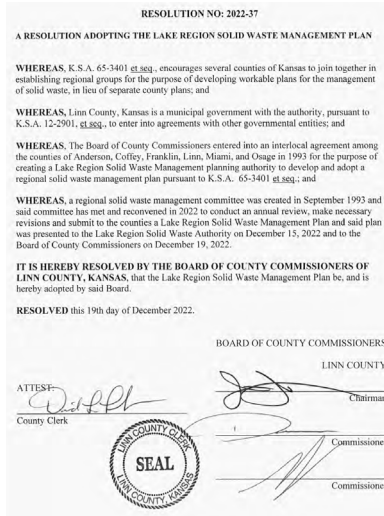 RESOLUTION NO: 2022-37
A RESOLUTION ADOPTING THE LAKE REGION SOLID WASTE MANAGEMENT PLAN
WHEREAS, K.S.A. 65-3401 et seq., encourages several counties of Kansas to join together in
establishing regional groups for the purpose of developing workable plans for the management
of solid waste, in lieu of separate county plans; and
WHEREAS, Linn County, Kansas is a municipal government with the authority, pursuant to
K.S.A. 12-2901, et seq., to enter into agreements with other governmental entities; and
WHEREAS, The Board of County Commissioners entered into an interlocal agreement among
the counties of Anderson, Coffey, Franklin, Linn, Miami, and Osage in 1993 for the purpose of
creating a Lake Region Solid Waste Management planning authority to develop and adopt a
regional solid waste management plan pursuant to K.S.A. 65-3401 et seq.; and
WHEREAS, a regional solid waste management committee was created in September 1993 and
said committee has met and reconvened in 2022 to conduct an annual review, make necessary
revisions and submit to the counties a Lake Region Solid Waste Management Plan and said plan
was presented to the Lake Region Solid Waste Authority on December 15, 2022 and to the
Board of County Commissioners on December 19, 2022.
IT IS HEREBY RESOLVED BY THE BOARD OF COUNTY COMMISSIONERS OF
LINN COUNTY, KANSAS, that the Lake Region Solid Waste Management Plan be, and is
hereby adopted by said Board.
RESOLVED this 19th day of December 2022.
BOARD OF COUNTY COMMISSIONERS
LINN COUNTY
ATTEST:
Chairma
County Clerk
Commissione
Commissione
LINN COUNTY CLERK
SEAL
LINN COUNTY, KANSAS